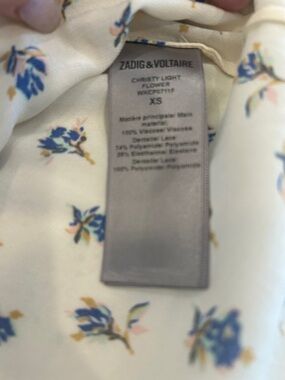 ZADIG & VOLTAIRE
CHRISTY LIGHT
FLOWER
XS
Matière principale/ Main
material:
100% Viscose/ Viscose
Dentelle/ Lace:
74% Polyamide/ Polyamide
26% Elasthanne/ Elastane
Dentelle/ Lace:
100% Polyamide/ Polyamide